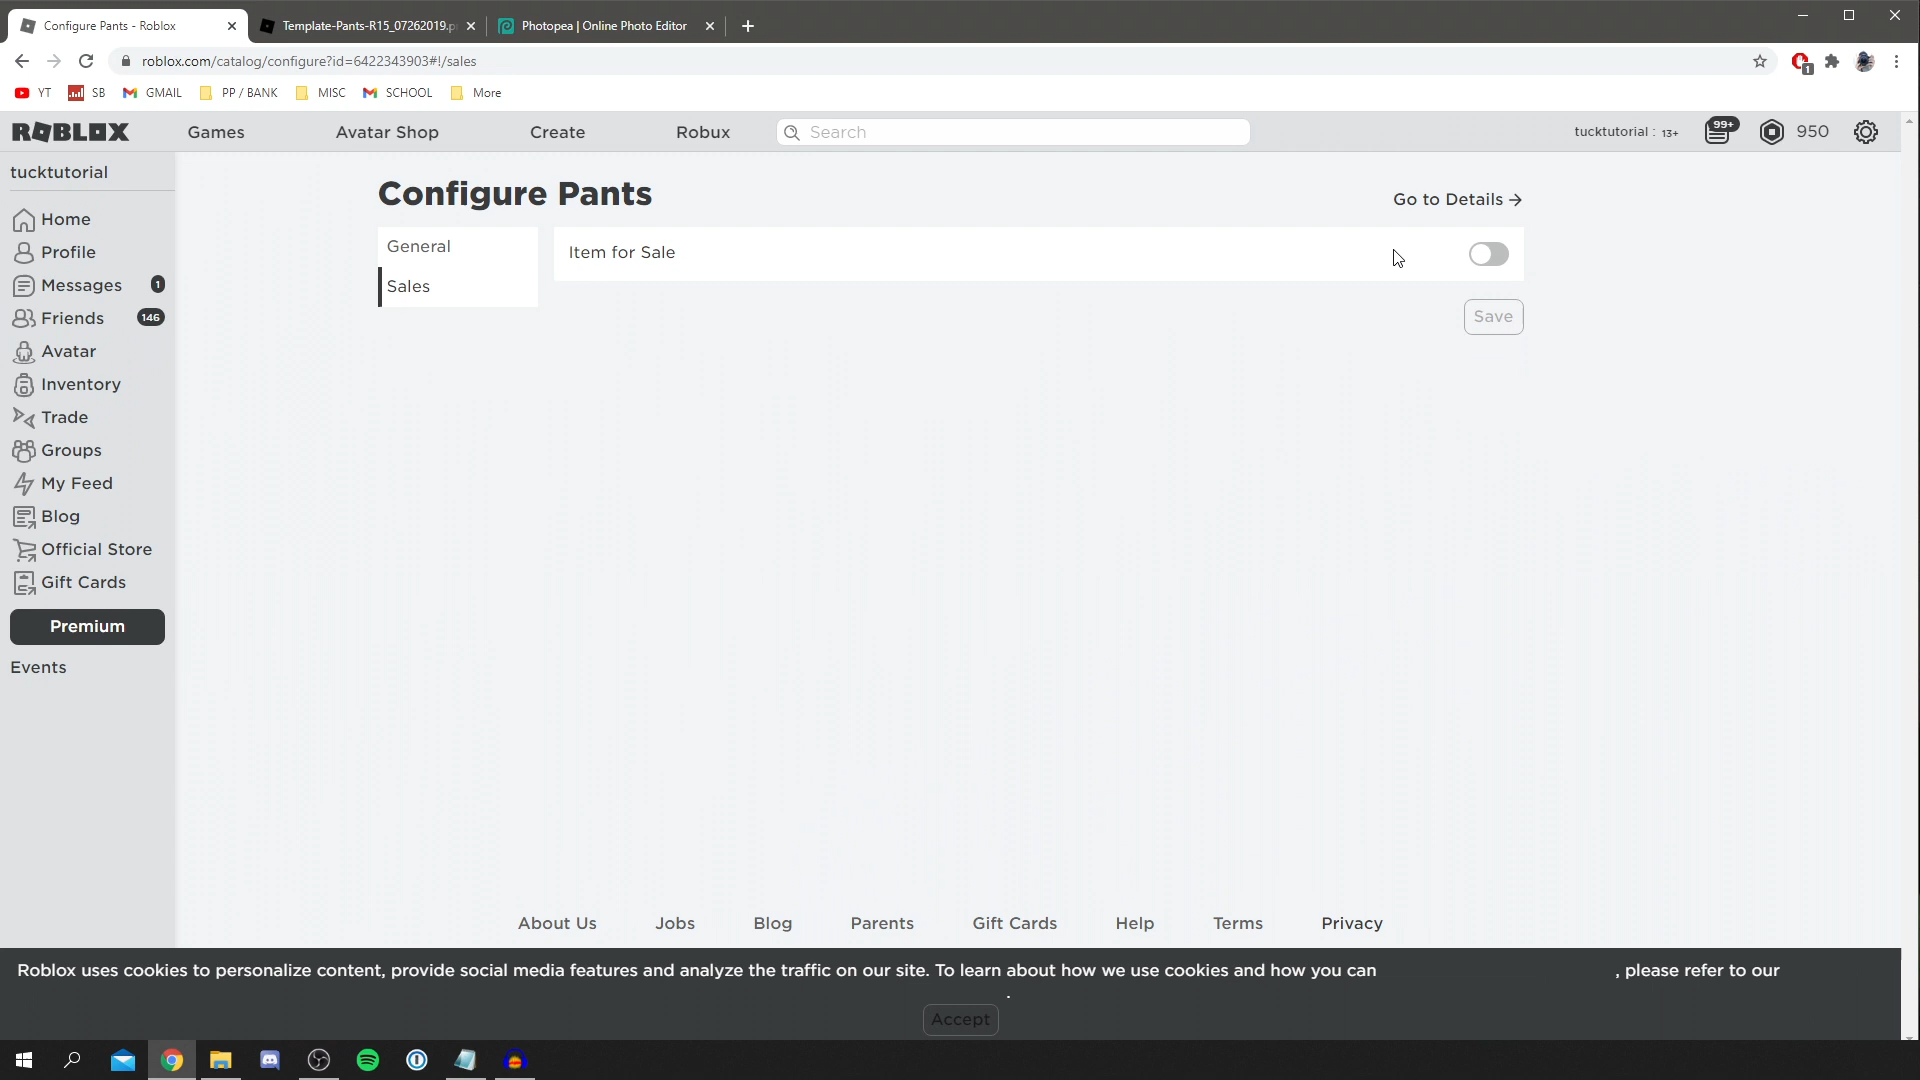 Configure Pants - Roblox
Template-Pants-R15_07262019.p
Photopea | Online Photo Editor
roblox.com/catalog/configure?id=6422343903#!/sales
1
YT SB GMAIL PP / BANK MISC SCHOOL More
ROBLOX Games Avatar Shop Create Robux Search tucktutorial : 13+ 99+ 950
tucktutorial
Home
Profile
Messages 1
Friends 146
Avatar
Inventory
Trade
Groups
My Feed
Blog
Official Store
Gift Cards
Premium
Events
Configure Pants
Go to Details →
General
Sales
Item for Sale
Save
About Us Jobs Blog Parents Gift Cards Help Terms Privacy
Roblox uses cookies to personalize content, provide social media features and analyze the traffic on our site. To learn about how we use cookies and how you can , please refer to our
.
Accept